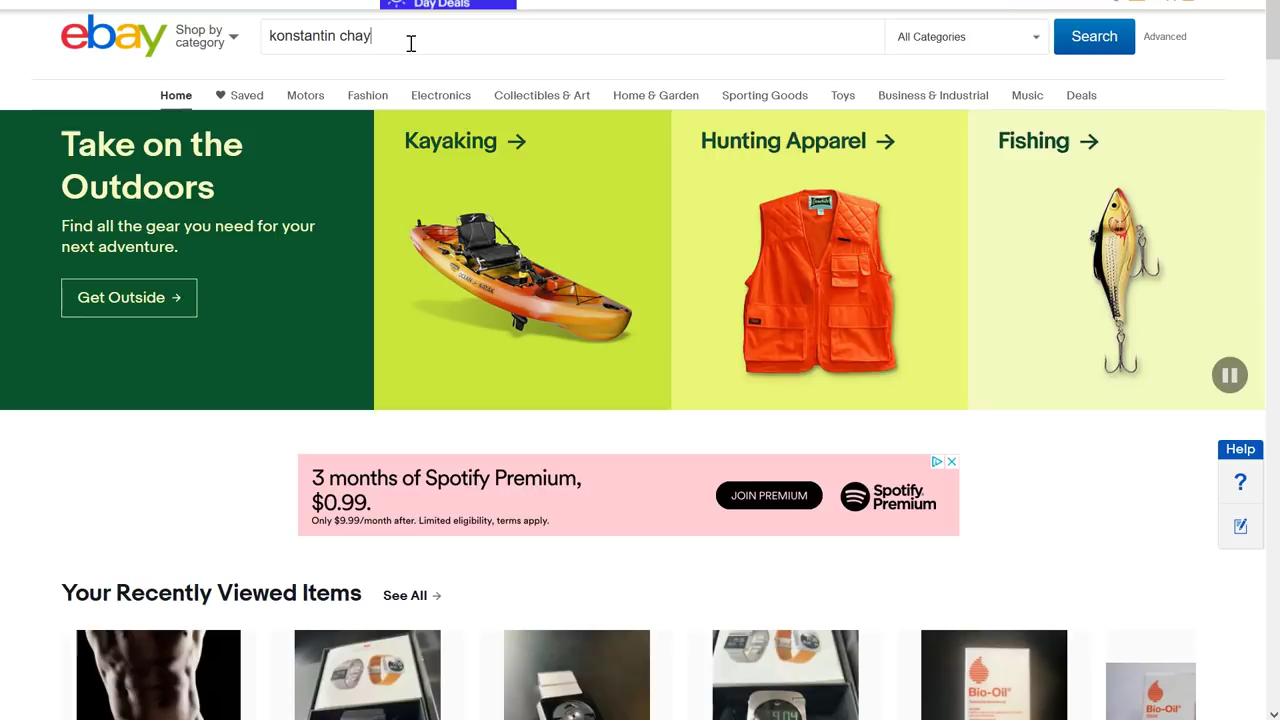 Day Deals
ebay
Shop by category
konstantin chay
All Categories
Search
Advanced
Home
Saved
Motors
Fashion
Electronics
Collectibles & Art
Home & Garden
Sporting Goods
Toys
Business & Industrial
Music
Deals
Take on the
Outdoors
Find all the gear you need for your
next adventure.
Get Outside →
Kayaking →
Hunting Apparel →
Fishing →
Help
?
3 months of Spotify Premium,
$0.99.
Only $9.99/month after. Limited eligibility, terms apply.
JOIN PREMIUM
Spotify
Premium
Your Recently Viewed Items
See All →
Bio-Oil
Bio-Oil